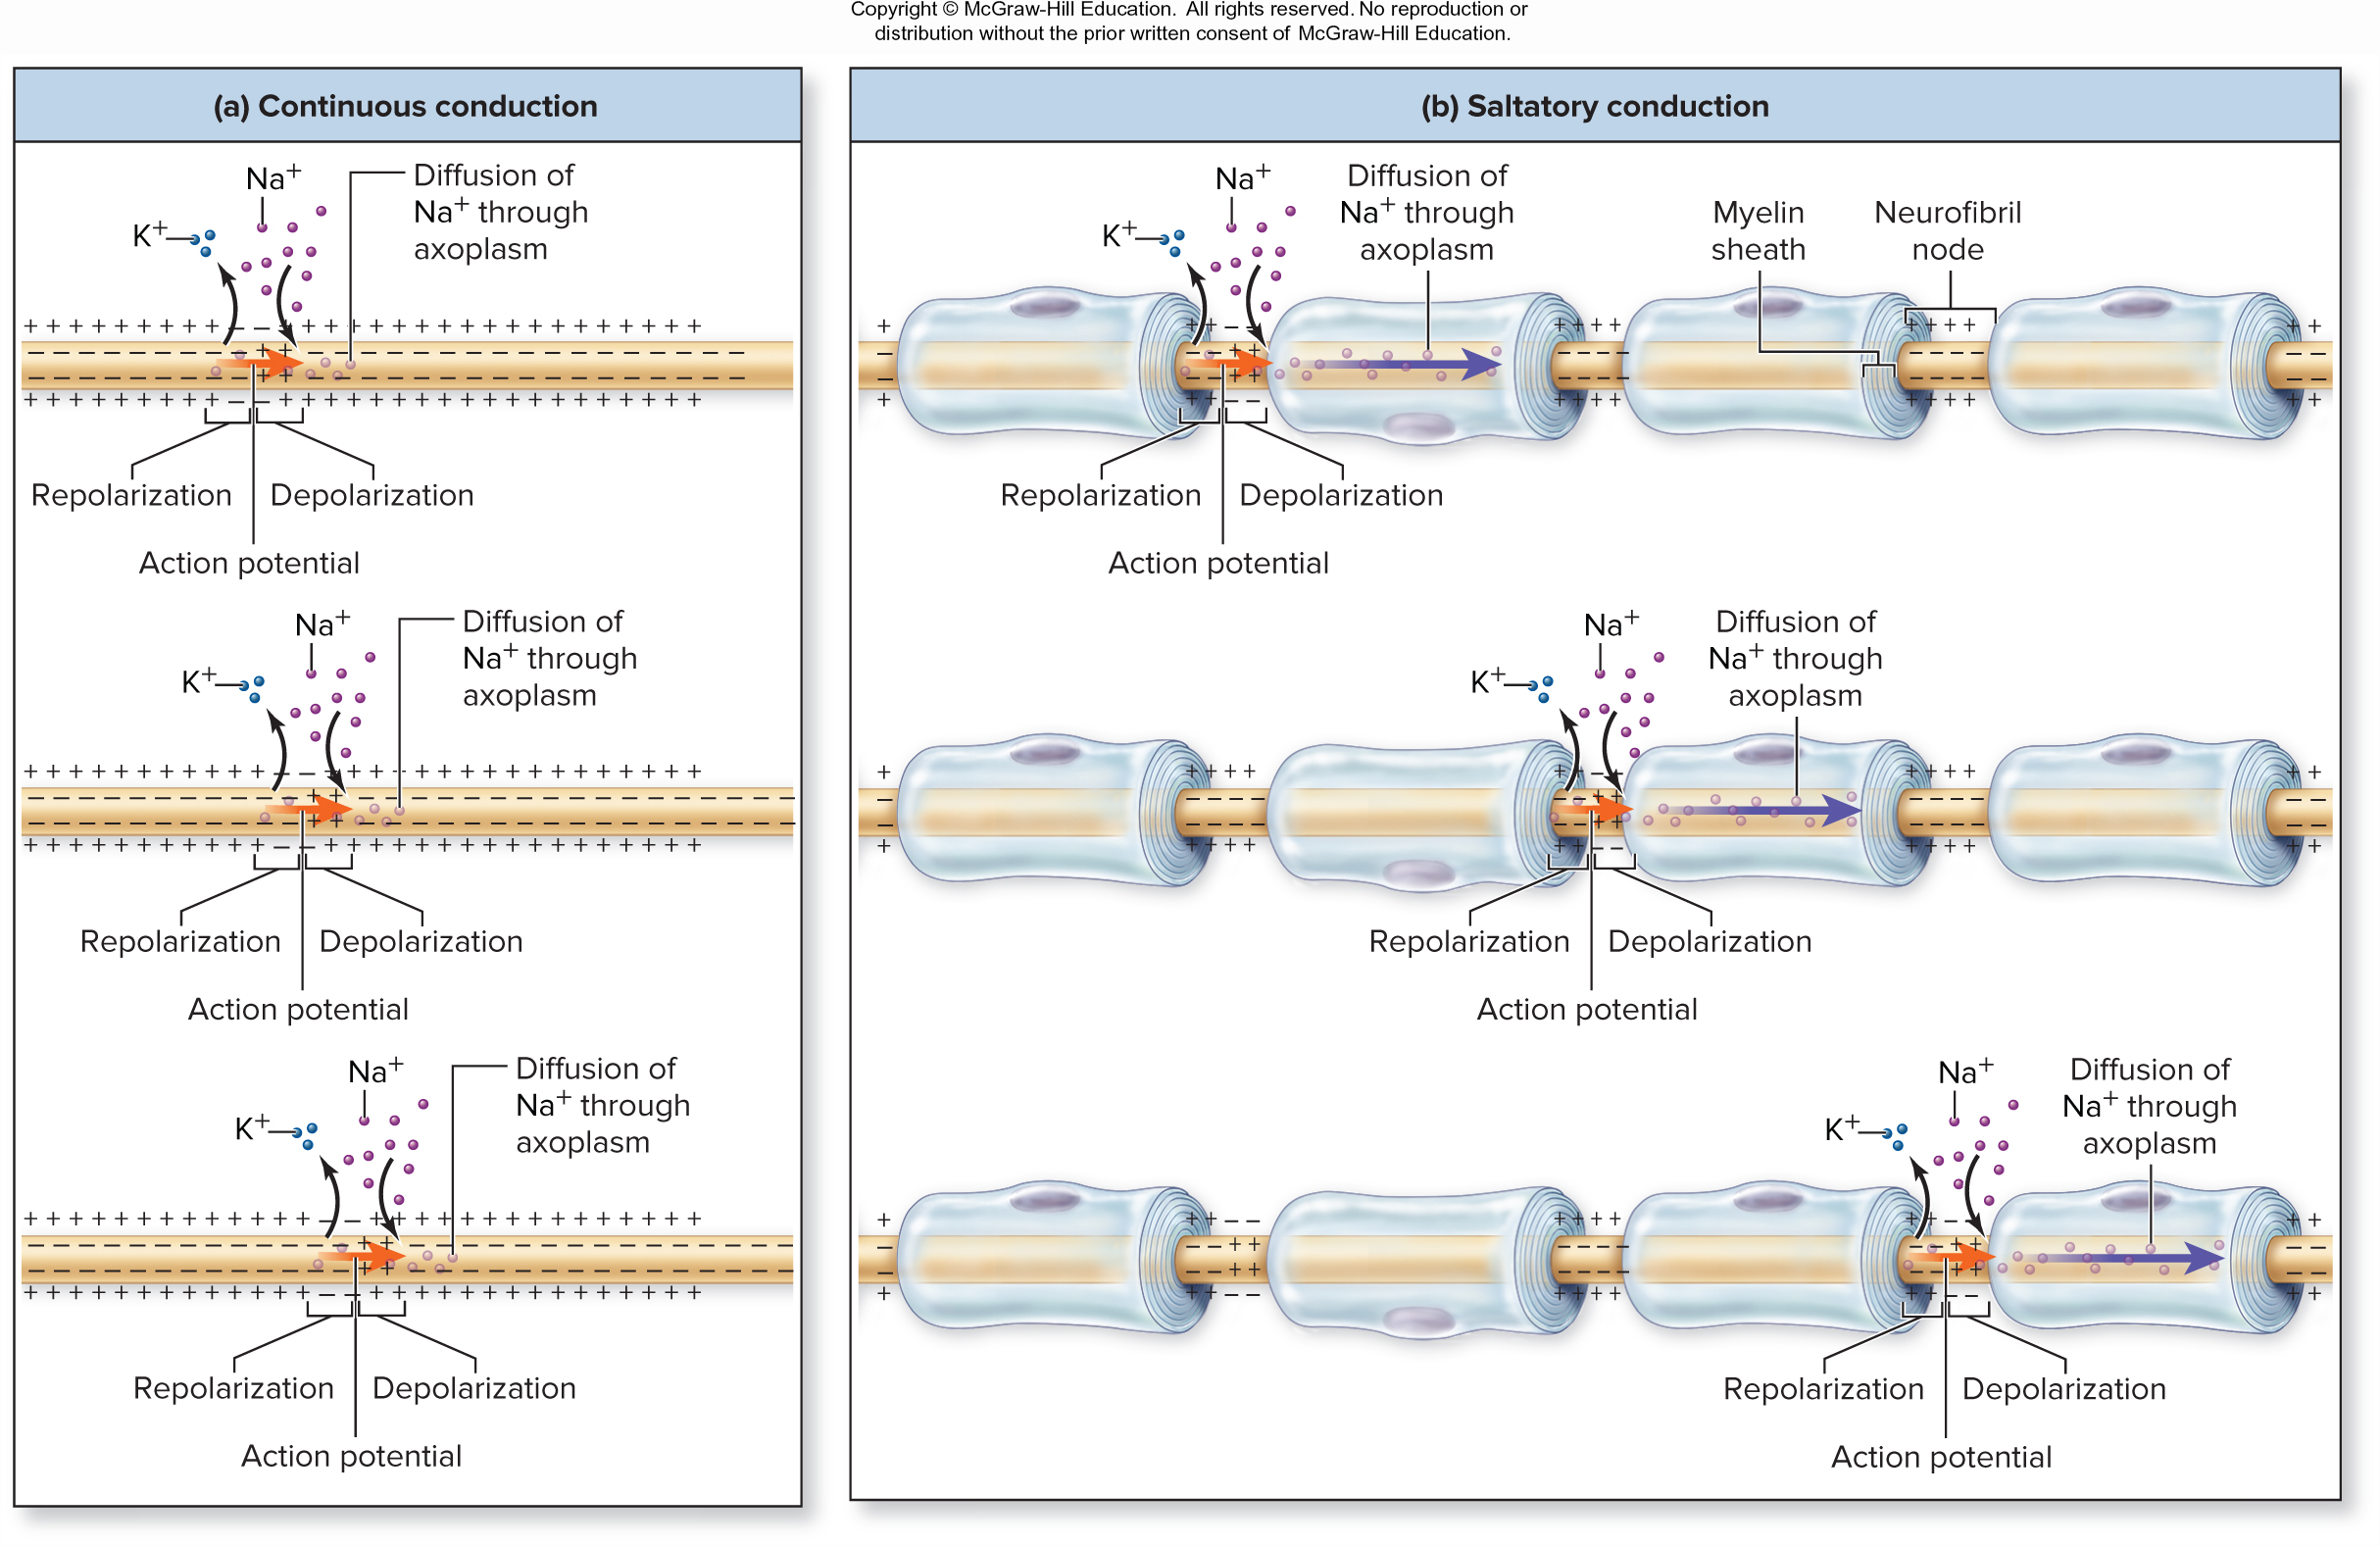 Copyright © McGraw-Hill Education. All rights reserved. No reproduction or
distribution without the prior written consent of McGraw-Hill Education.
(a) Continuous conduction
Na+
K+
Diffusion of
Na+ through
axoplasm
Repolarization
Depolarization
Action potential
Na+
K+
Diffusion of
Na+ through
axoplasm
Repolarization
Depolarization
Action potential
Na+
K+
Diffusion of
Na+ through
axoplasm
Repolarization
Depolarization
Action potential
(b) Saltatory conduction
Na+
K+
Diffusion of
Na+ through
axoplasm
Myelin
sheath
Neurofibril
node
Repolarization
Depolarization
Action potential
Na+
K+
Diffusion of
Na+ through
axoplasm
Repolarization
Depolarization
Action potential
Na+
K+
Diffusion of
Na+ through
axoplasm
Repolarization
Depolarization
Action potential